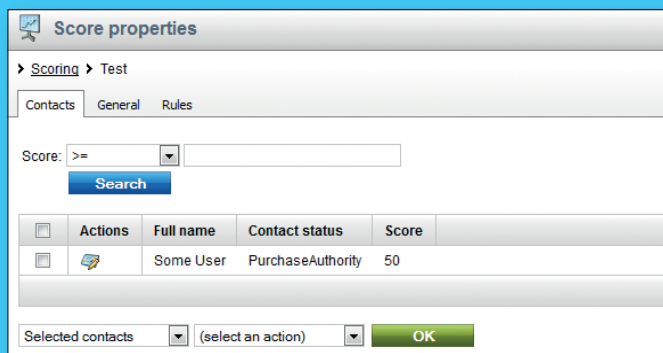 Score properties
Scoring Test
Contacts General Rules
Score: >=
Search
Actions Full name Contact status Score
Some User PurchaseAuthority 50
Selected contacts (select an action) OK